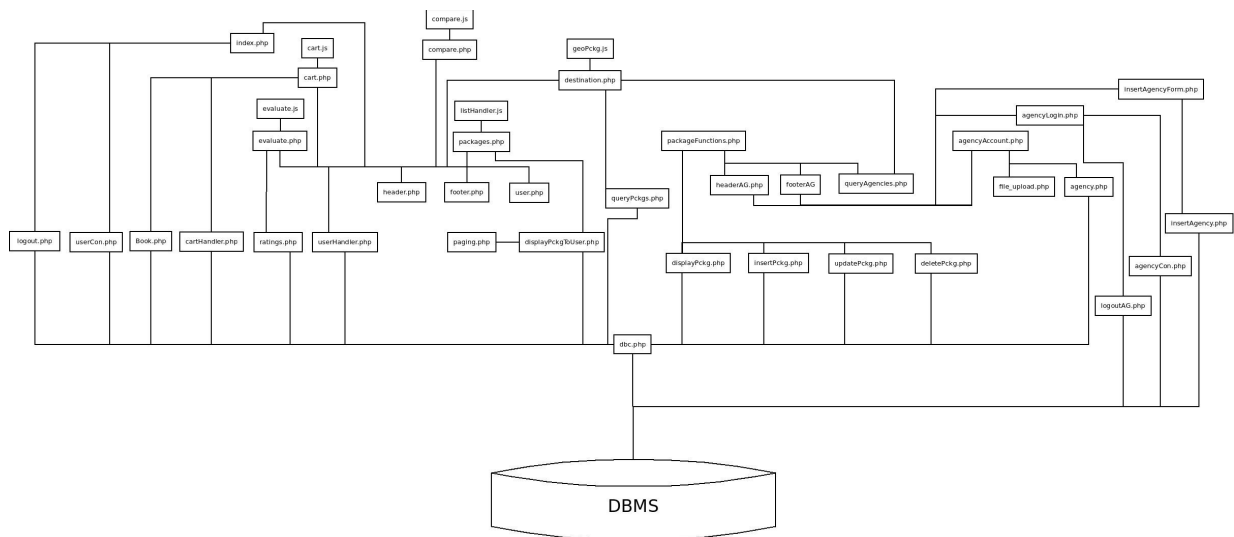 compare.js
index.php
cart.js
compare.php
geoPckg.js
cart.php
destination.php
insertAgencyForm.php
evaluate.js
listHandler.js
agencyLogin.php
evaluate.php
packages.php
packageFunctions.php
agencyAccount.php
header.php
footer.php
user.php
headerAG.php
footerAG
queryAgencies.php
file_upload.php
agency.php
queryPckgs.php
insertAgency.php
logout.php
userCon.php
Book.php
cartHandler.php
ratings.php
userHandler.php
paging.php
displayPckgToUser.php
displayPckg.php
insertPckg.php
updatePckg.php
deletePckg.php
agencyCon.php
logoutAG.php
dbc.php
DBMS